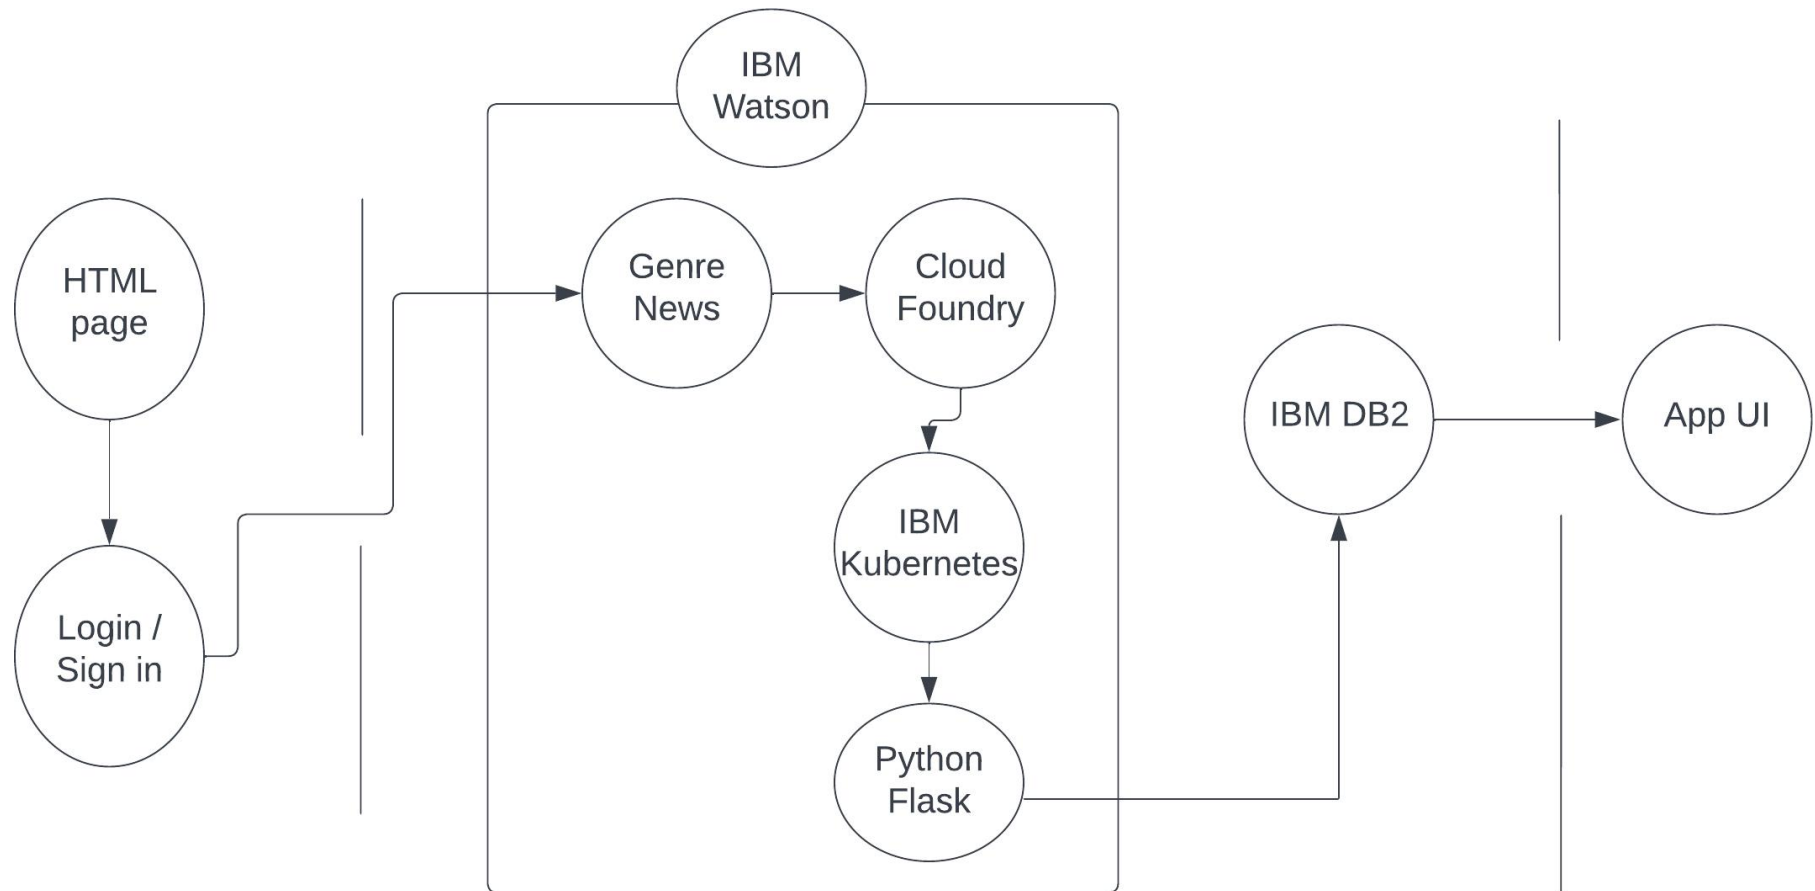 IBM
Watson
HTML
page
Genre
News
Cloud
Foundry
IBM DB2
App UI
IBM
Kubernetes
Login /
Sign in
Python
Flask